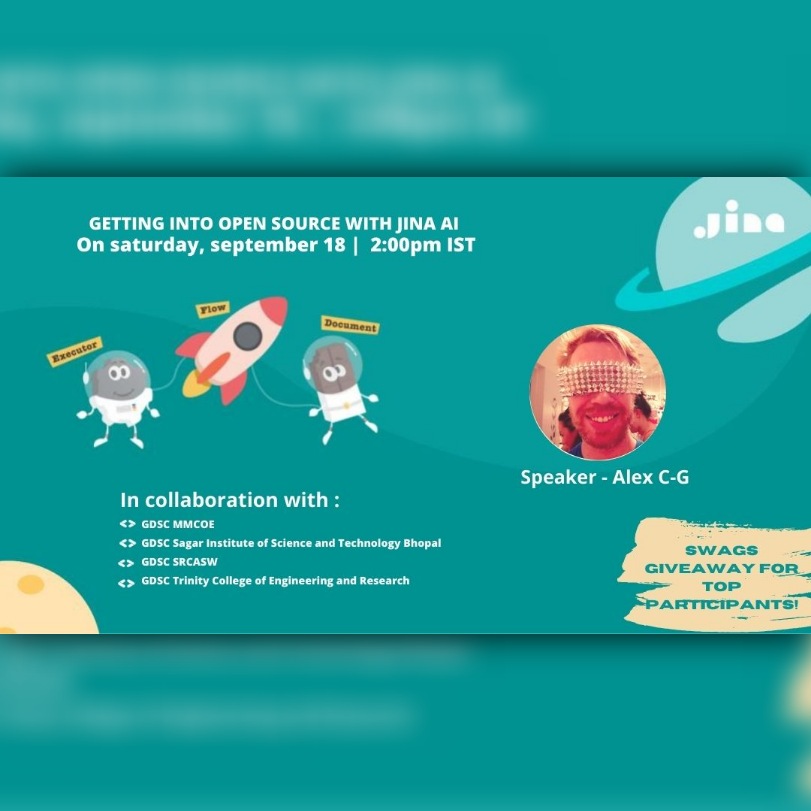 GETTING INTO OPEN SOURCE WITH JINA AI
On saturday, september 18 | 2:00pm IST
Jina
Executor
Flow
Document
Speaker - Alex C-G
In collaboration with :
<> GDSC MMCOE
<> GDSC Sagar Institute of Science and Technology Bhopal
<> GDSC SRCASW
<> GDSC Trinity College of Engineering and Research
SWAGS
GIVEAWAY FOR
TOP
PARTICIPANTS!